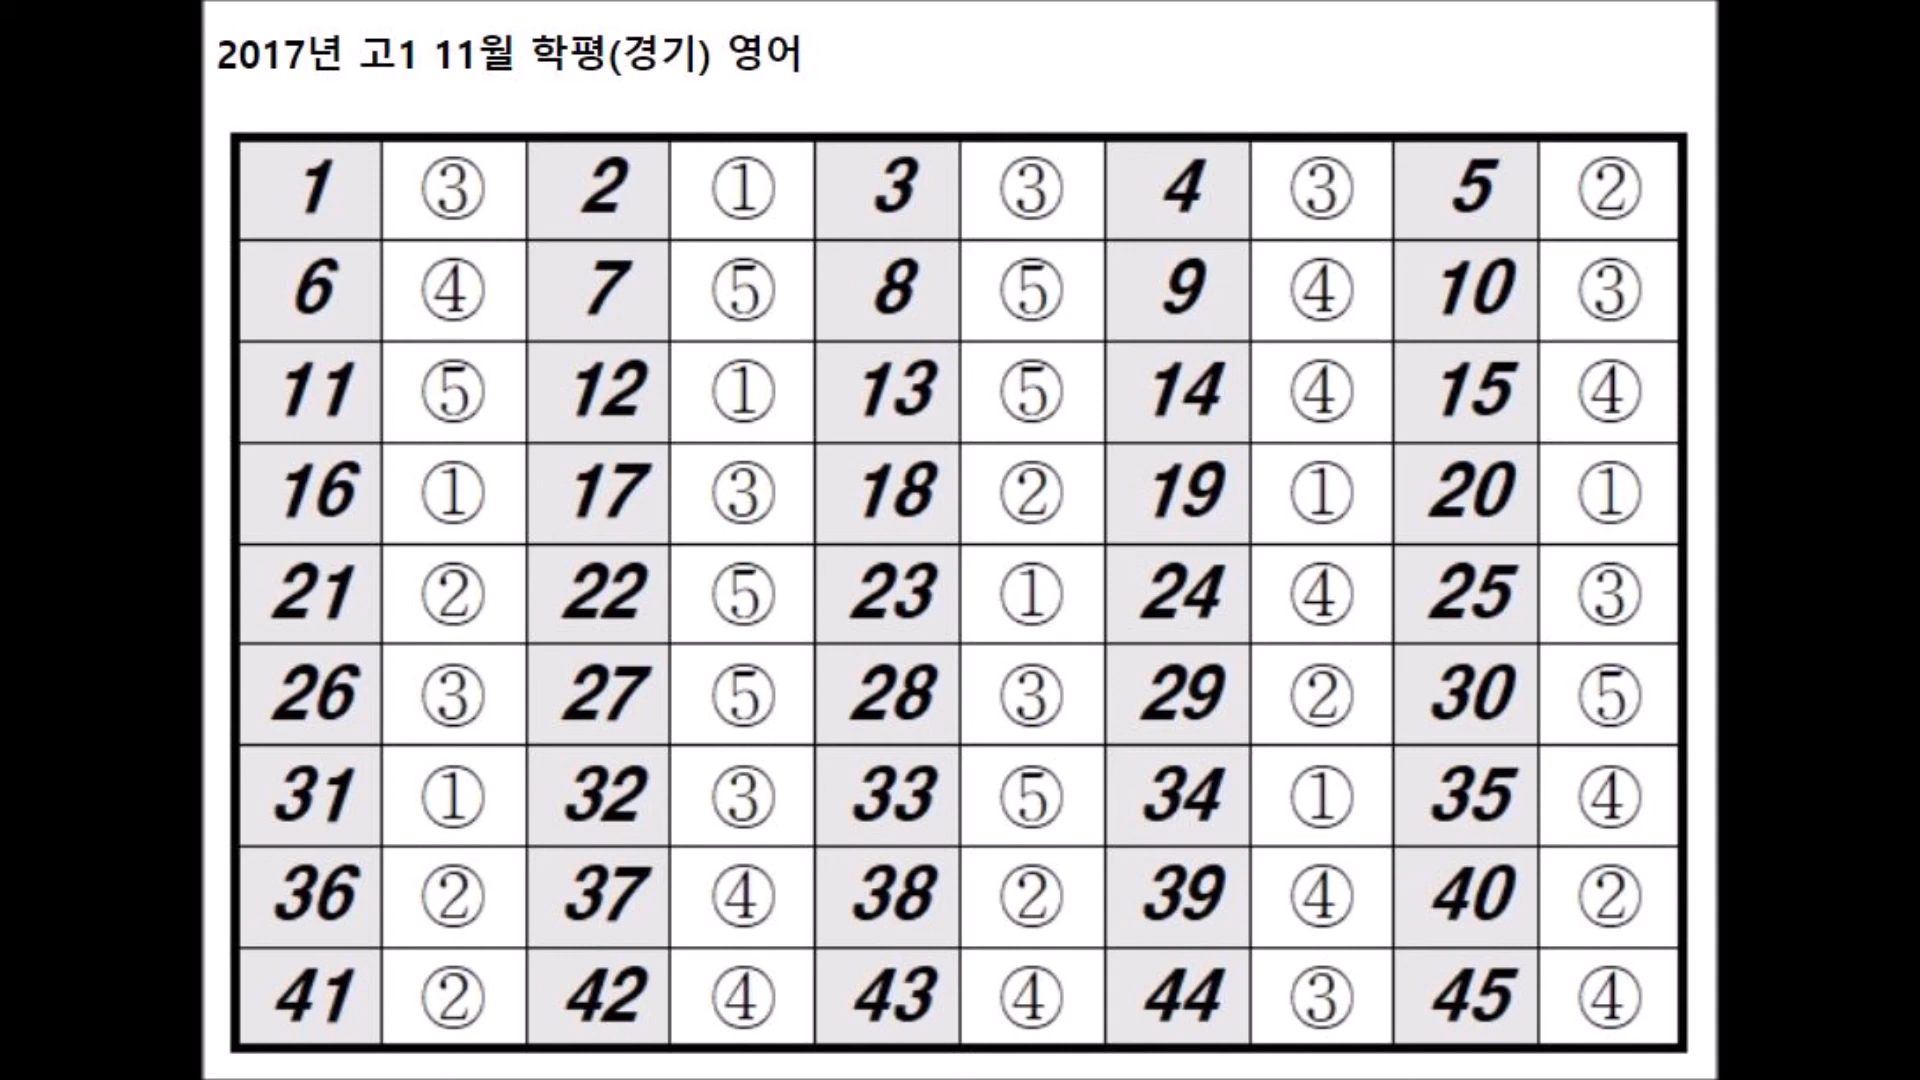 2017년 고1 11월 학평(경기) 영어
1 ③ 2 ① 3 ③ 4 ③ 5 ②
6 ④ 7 ⑤ 8 ⑤ 9 ④ 10 ③
11 ⑤ 12 ① 13 ⑤ 14 ④ 15 ④
16 ① 17 ③ 18 ② 19 ① 20 ①
21 ② 22 ⑤ 23 ① 24 ④ 25 ③
26 ③ 27 ⑤ 28 ③ 29 ② 30 ⑤
31 ① 32 ③ 33 ⑤ 34 ① 35 ④
36 ② 37 ④ 38 ② 39 ④ 40 ②
41 ② 42 ④ 43 ④ 44 ③ 45 ④